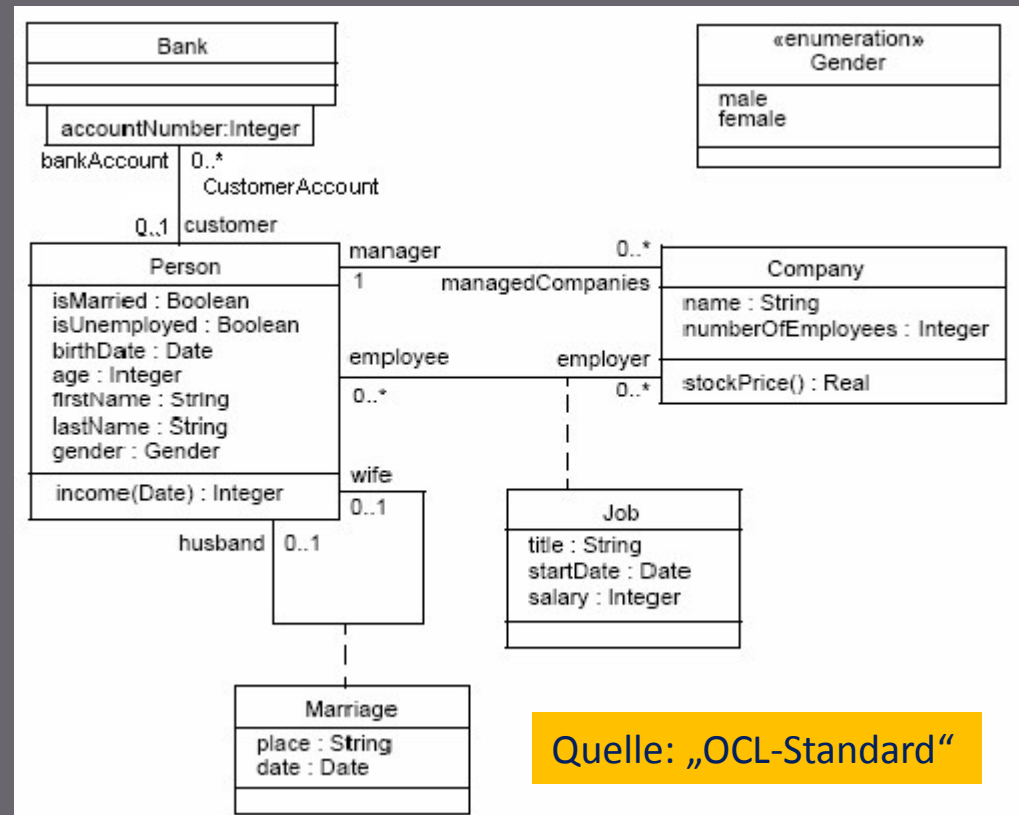 Bank
accountNumber:Integer
bankAccount 0..*
CustomerAccount
0..1 customer
«enumeration»
Gender
male
female
Person
isMarried : Boolean
isUnemployed : Boolean
birthDate : Date
age : Integer
firstName : String
lastName : String
gender : Gender
income(Date) : Integer
manager 0..*
1 managedCompanies
employee employer
0..* 0..*
Company
name : String
numberOfEmployees : Integer
stockPrice() : Real
wife
0..1
husband 0..1
Job
title : String
startDate : Date
salary : Integer
Marriage
place : String
date : Date
Quelle: „OCL-Standard“